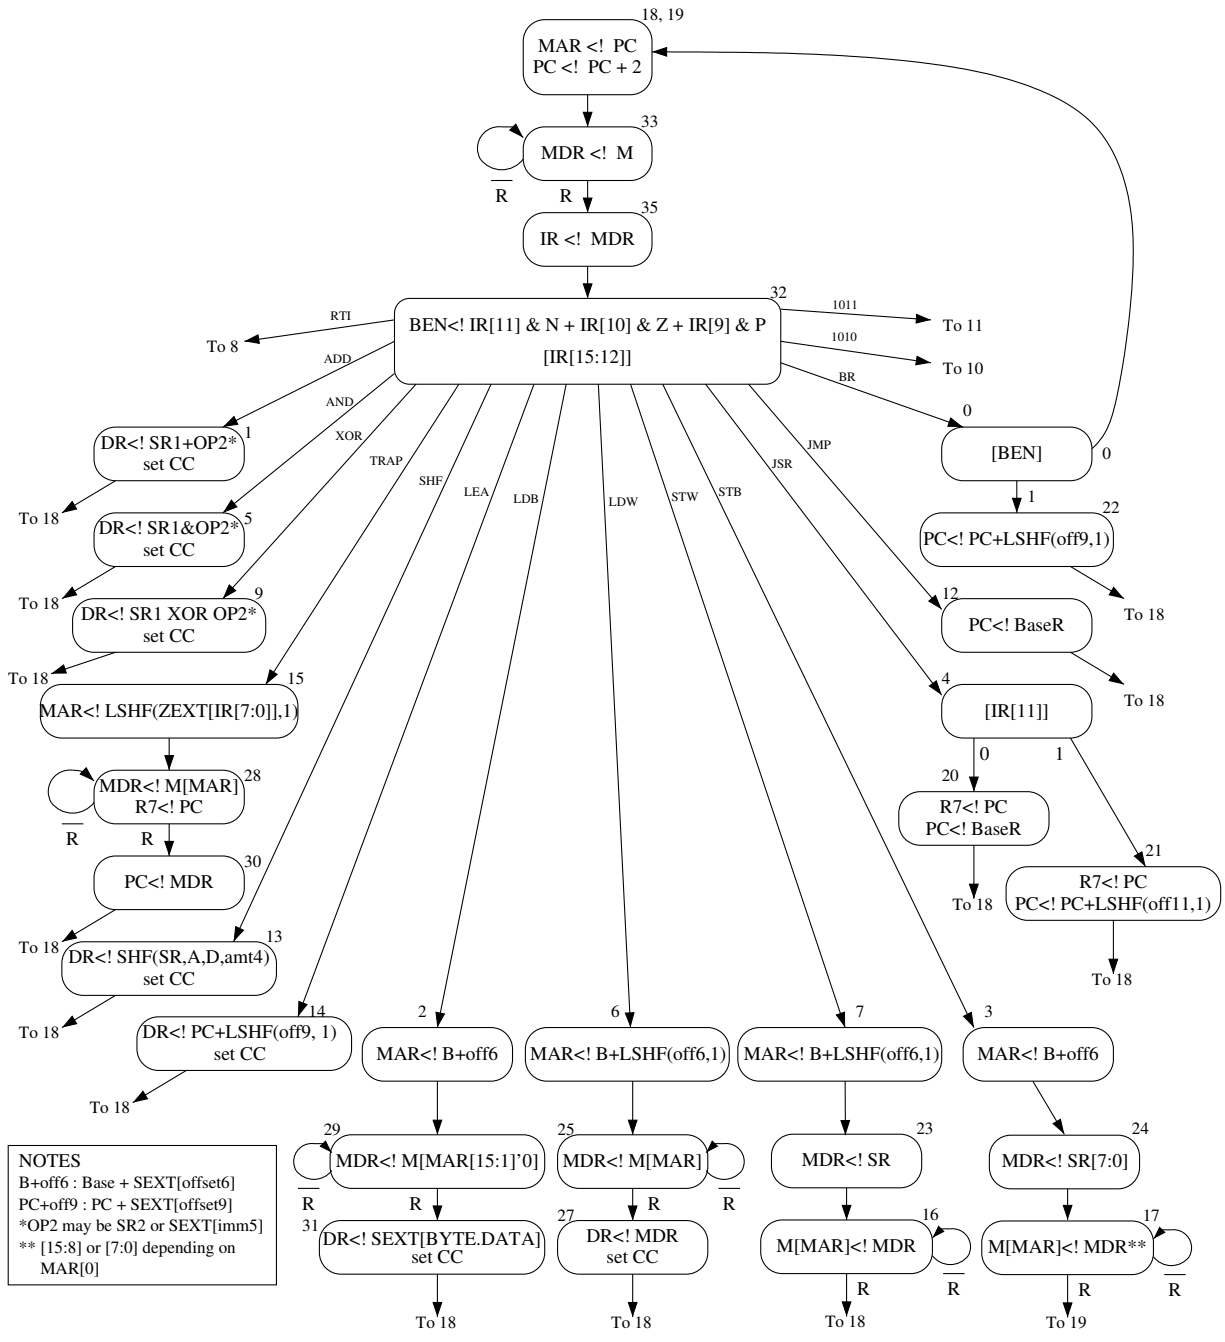 18, 19
MAR <! PC
PC <! PC + 2
33
MDR <! M
R
R
35
IR <! MDR
32
BEN<! IR[11] & N + IR[10] & Z + IR[9] & P
[IR[15:12]]
RTI
To 8
1011
To 11
1010
To 10
ADD
AND
XOR
TRAP
SHF
LEA
LDB
LDW
STW
STB
JSR
JMP
BR
1
DR<! SR1+OP2*
set CC
To 18
5
DR<! SR1&OP2*
set CC
To 18
9
DR<! SR1 XOR OP2*
set CC
To 18
15
MAR<! LSHF(ZEXT[IR[7:0]],1)
28
MDR<! M[MAR]
R7<! PC
R
R
30
PC<! MDR
To 18
13
DR<! SHF(SR,A,D,amt4)
set CC
To 18
14
DR<! PC+LSHF(off9, 1)
set CC
To 18
0
[BEN]
0
1
22
PC<! PC+LSHF(off9,1)
To 18
12
PC<! BaseR
To 18
4
[IR[11]]
0
1
20
R7<! PC
PC<! BaseR
To 18
21
R7<! PC
PC<! PC+LSHF(off11,1)
To 18
2
MAR<! B+off6
29
MDR<! M[MAR[15:1]'0]
R
R
31
DR<! SEXT[BYTE.DATA]
set CC
To 18
6
MAR<! B+LSHF(off6,1)
25
MDR<! M[MAR]
R
R
27
DR<! MDR
set CC
To 18
7
MAR<! B+LSHF(off6,1)
23
MDR<! SR
16
M[MAR]<! MDR
R
R
To 18
3
MAR<! B+off6
24
MDR<! SR[7:0]
17
M[MAR]<! MDR**
R
R
To 19
NOTES
B+off6 : Base + SEXT[offset6]
PC+off9 : PC + SEXT[offset9]
*OP2 may be SR2 or SEXT[imm5]
** [15:8] or [7:0] depending on
MAR[0]